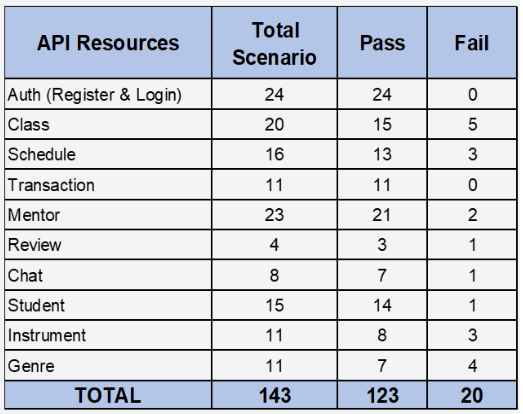 API Resources Total Scenario Pass Fail
Auth (Register & Login) 24 24 0
Class 20 15 5
Schedule 16 13 3
Transaction 11 11 0
Mentor 23 21 2
Review 4 3 1
Chat 8 7 1
Student 15 14 1
Instrument 11 8 3
Genre 11 7 4
TOTAL 143 123 20